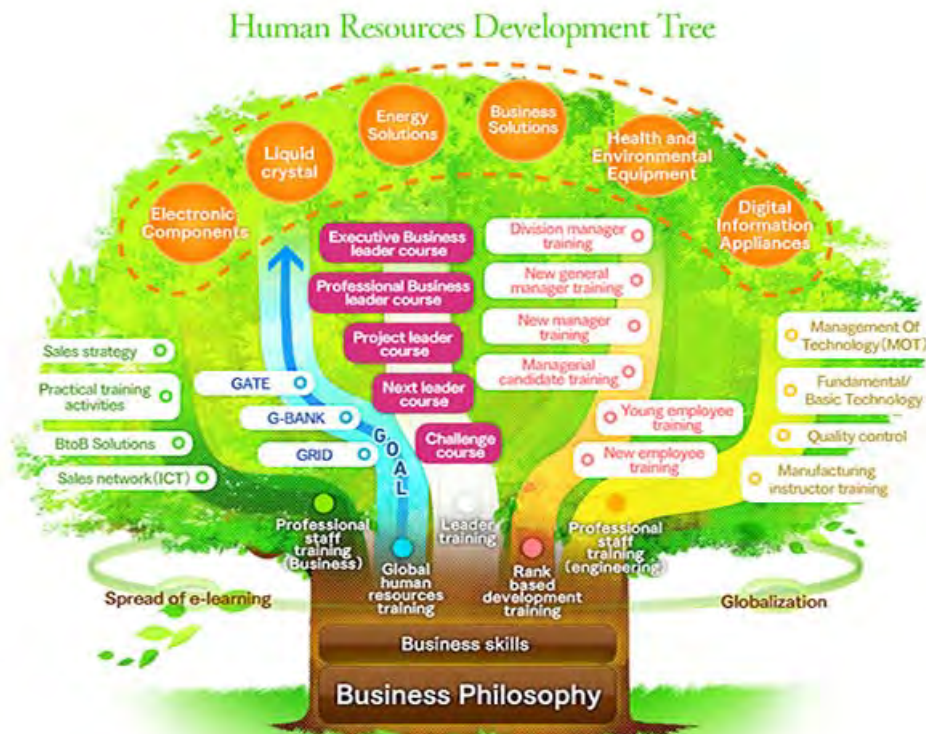 Human Resources Development Tree
Energy
Solutions
Business
Solutions
Liquid
crystal
Health and
Environmental
Equipment
Electronic
Components
Digital
Information
Appliances
Executive Business
leader course
Professional Business
leader course
Project leader
course
Next leader
course
Challenge
course
Division manager
training
New general
manager training
New manager
training
Managerial
candidate training
Young employee
training
New employee
training
Sales strategy
Practical training
activities
BtoB Solutions
Sales network(ICT)
GATE
G-BANK
GRID
GOAL
Management Of
Technology(MOT)
Fundamental/
Basic Technology
Quality control
Manufacturing
instructor training
Professional
staff
training
(Business)
Global human
resources
training
Leader
training
Rank
based
development
training
Professional
staff
training
(engineering)
Spread of e-learning
Globalization
Business skills
Business Philosophy